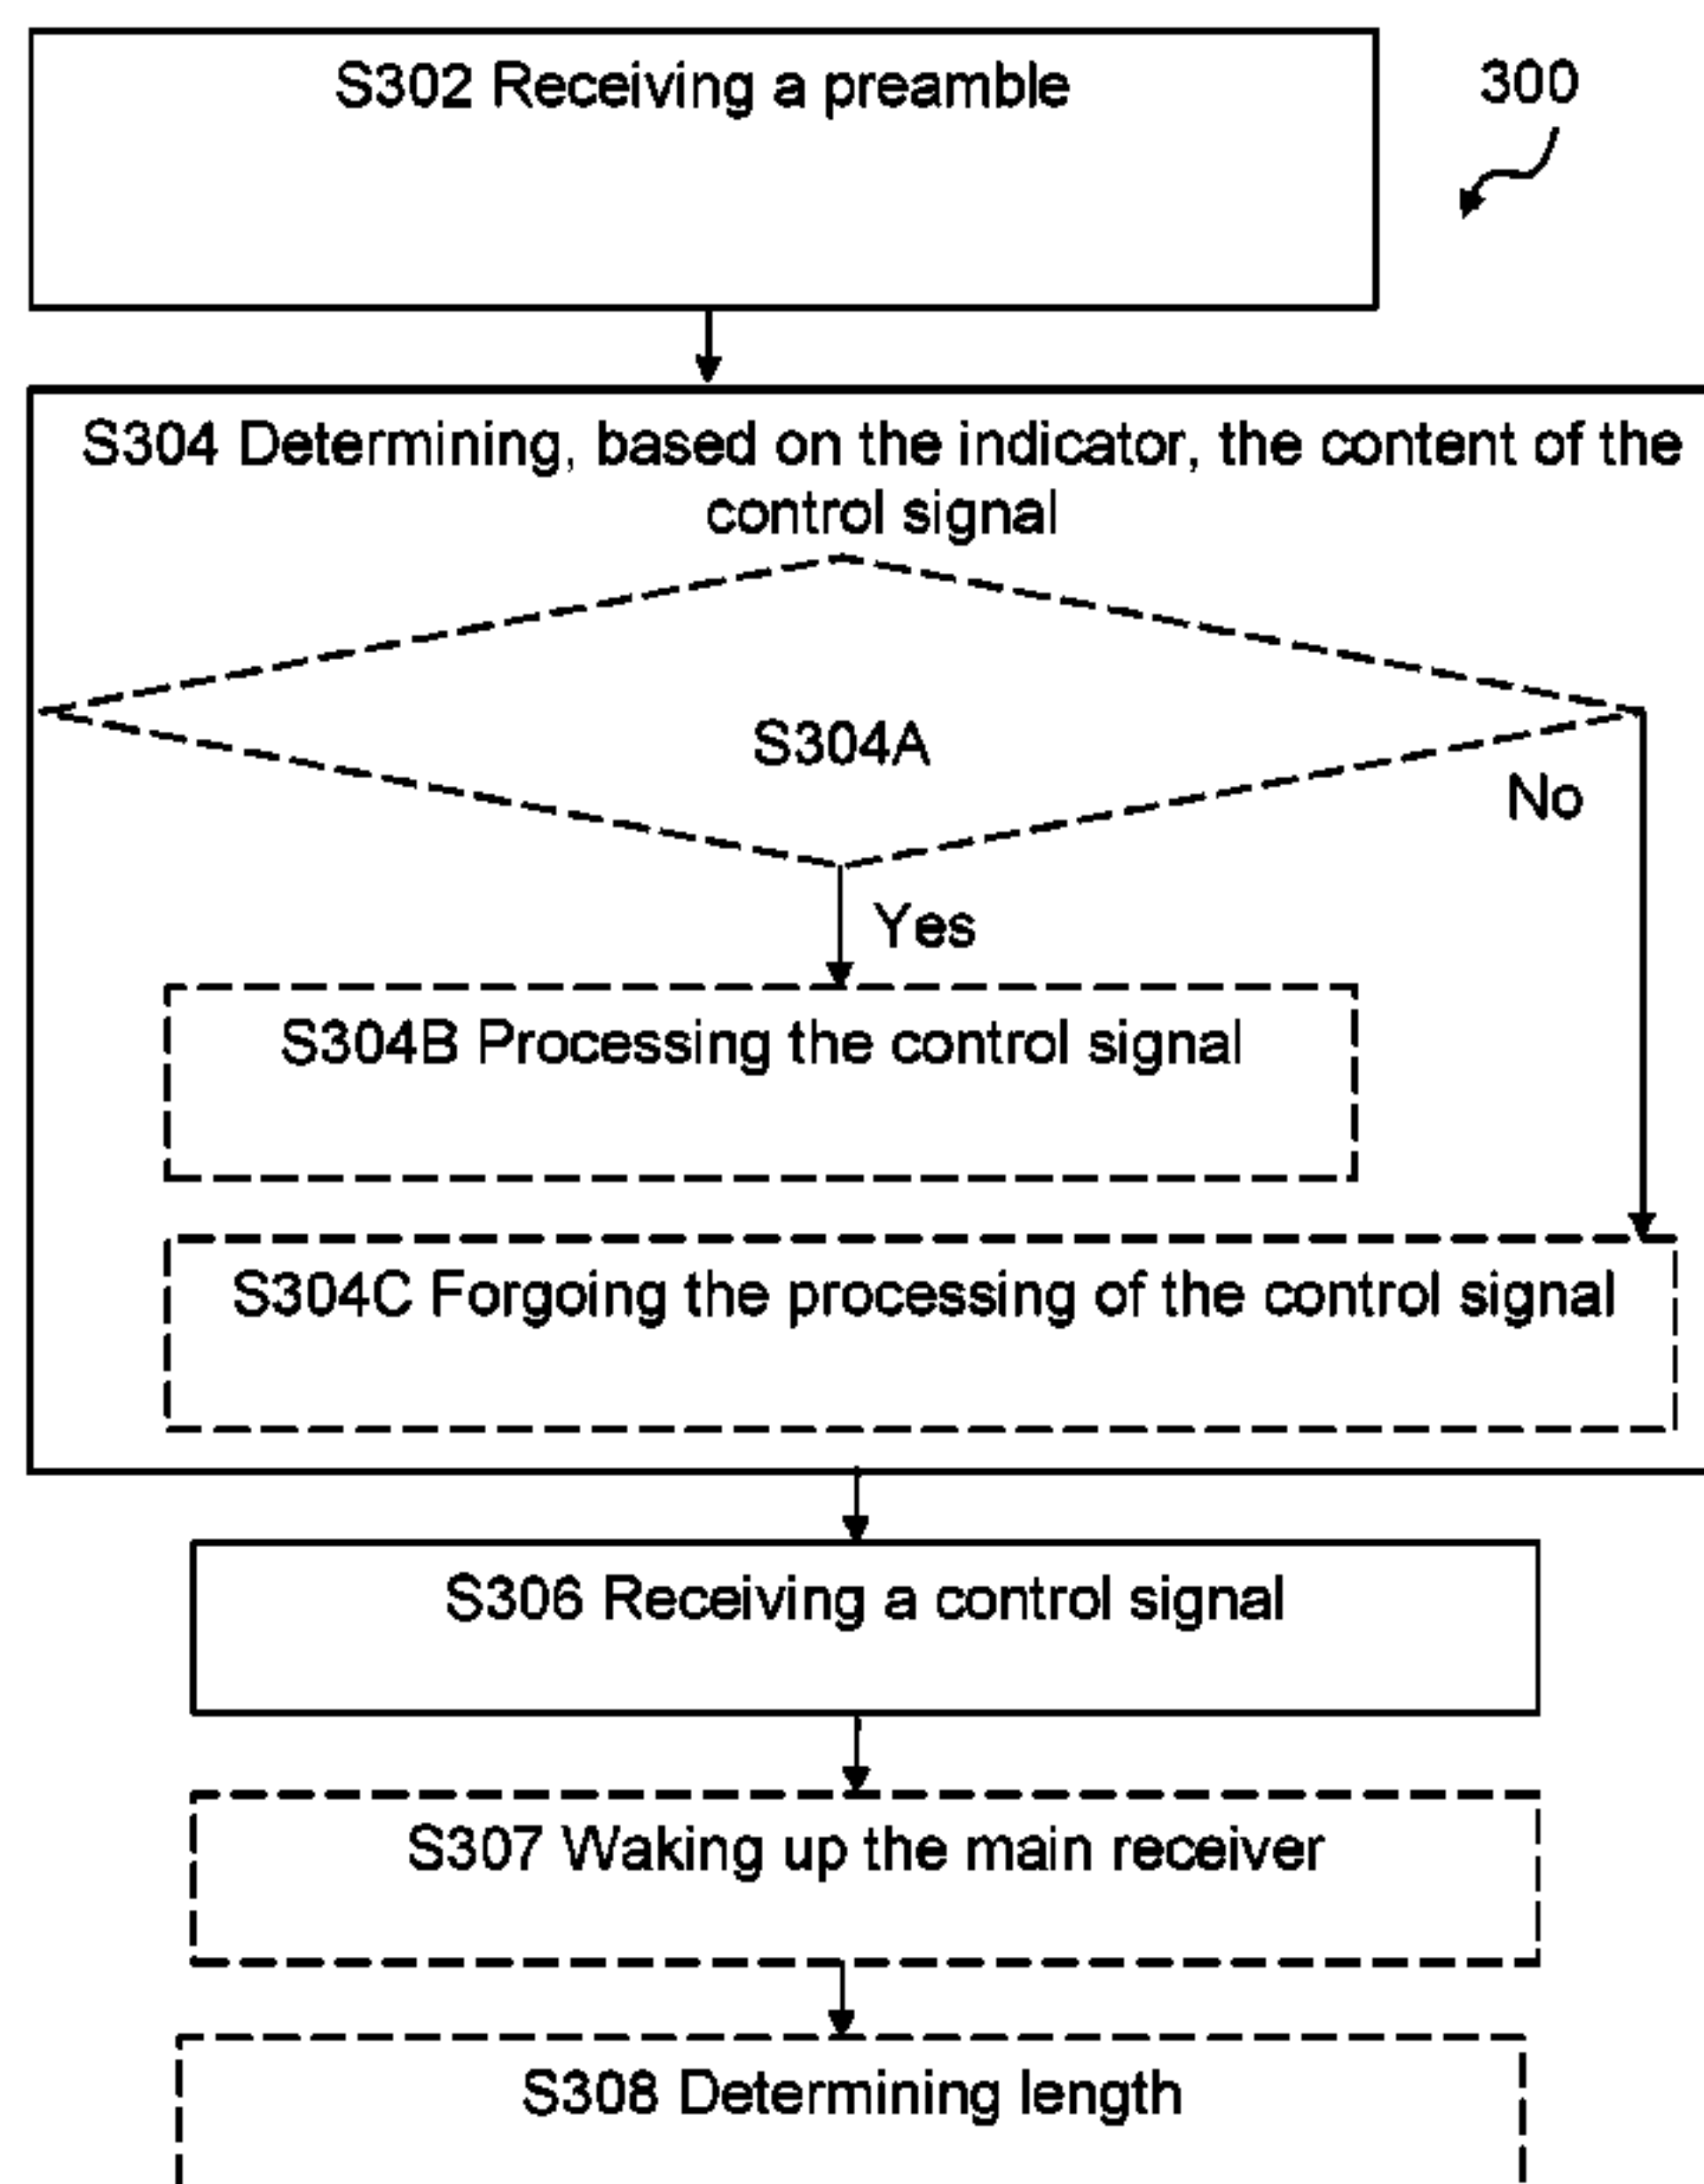 S302 Receiving a preamble
300
S304 Determining, based on the indicator, the content of the
control signal
S304A
No
Yes
S304B Processing the control signal
S304C Forgoing the processing of the control signal
S306 Receiving a control signal
S307 Waking up the main receiver
S308 Determining length